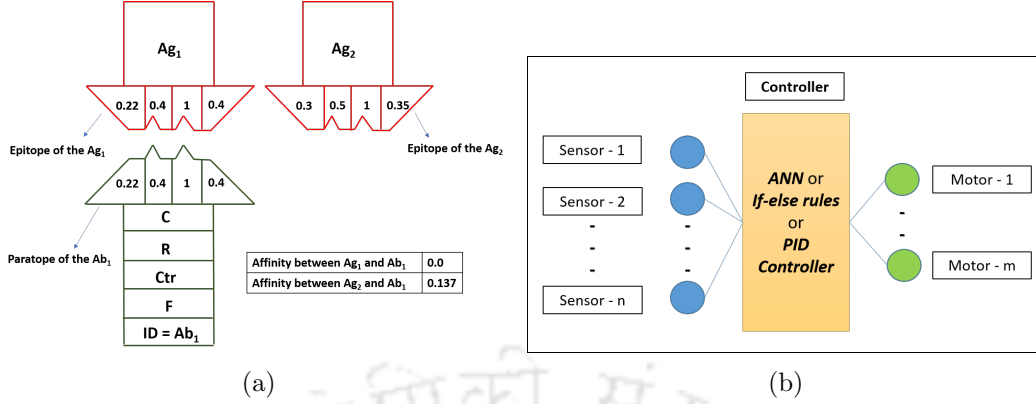 Ag₁
0.22 0.4 1 0.4
Epitope of the Ag₁
Ag₂
0.3 0.5 1 0.35
Epitope of the Ag₂
0.22 0.4 1 0.4
Paratope of the Ab₁
C
R
Ctr
F
ID = Ab₁
Affinity between Ag₁ and Ab₁ 0.0
Affinity between Ag₂ and Ab₁ 0.137
(a)
Controller
Sensor - 1
Sensor - 2
Sensor - n
ANN or
If-else rules
or
PID
Controller
Motor - 1
Motor - m
(b)